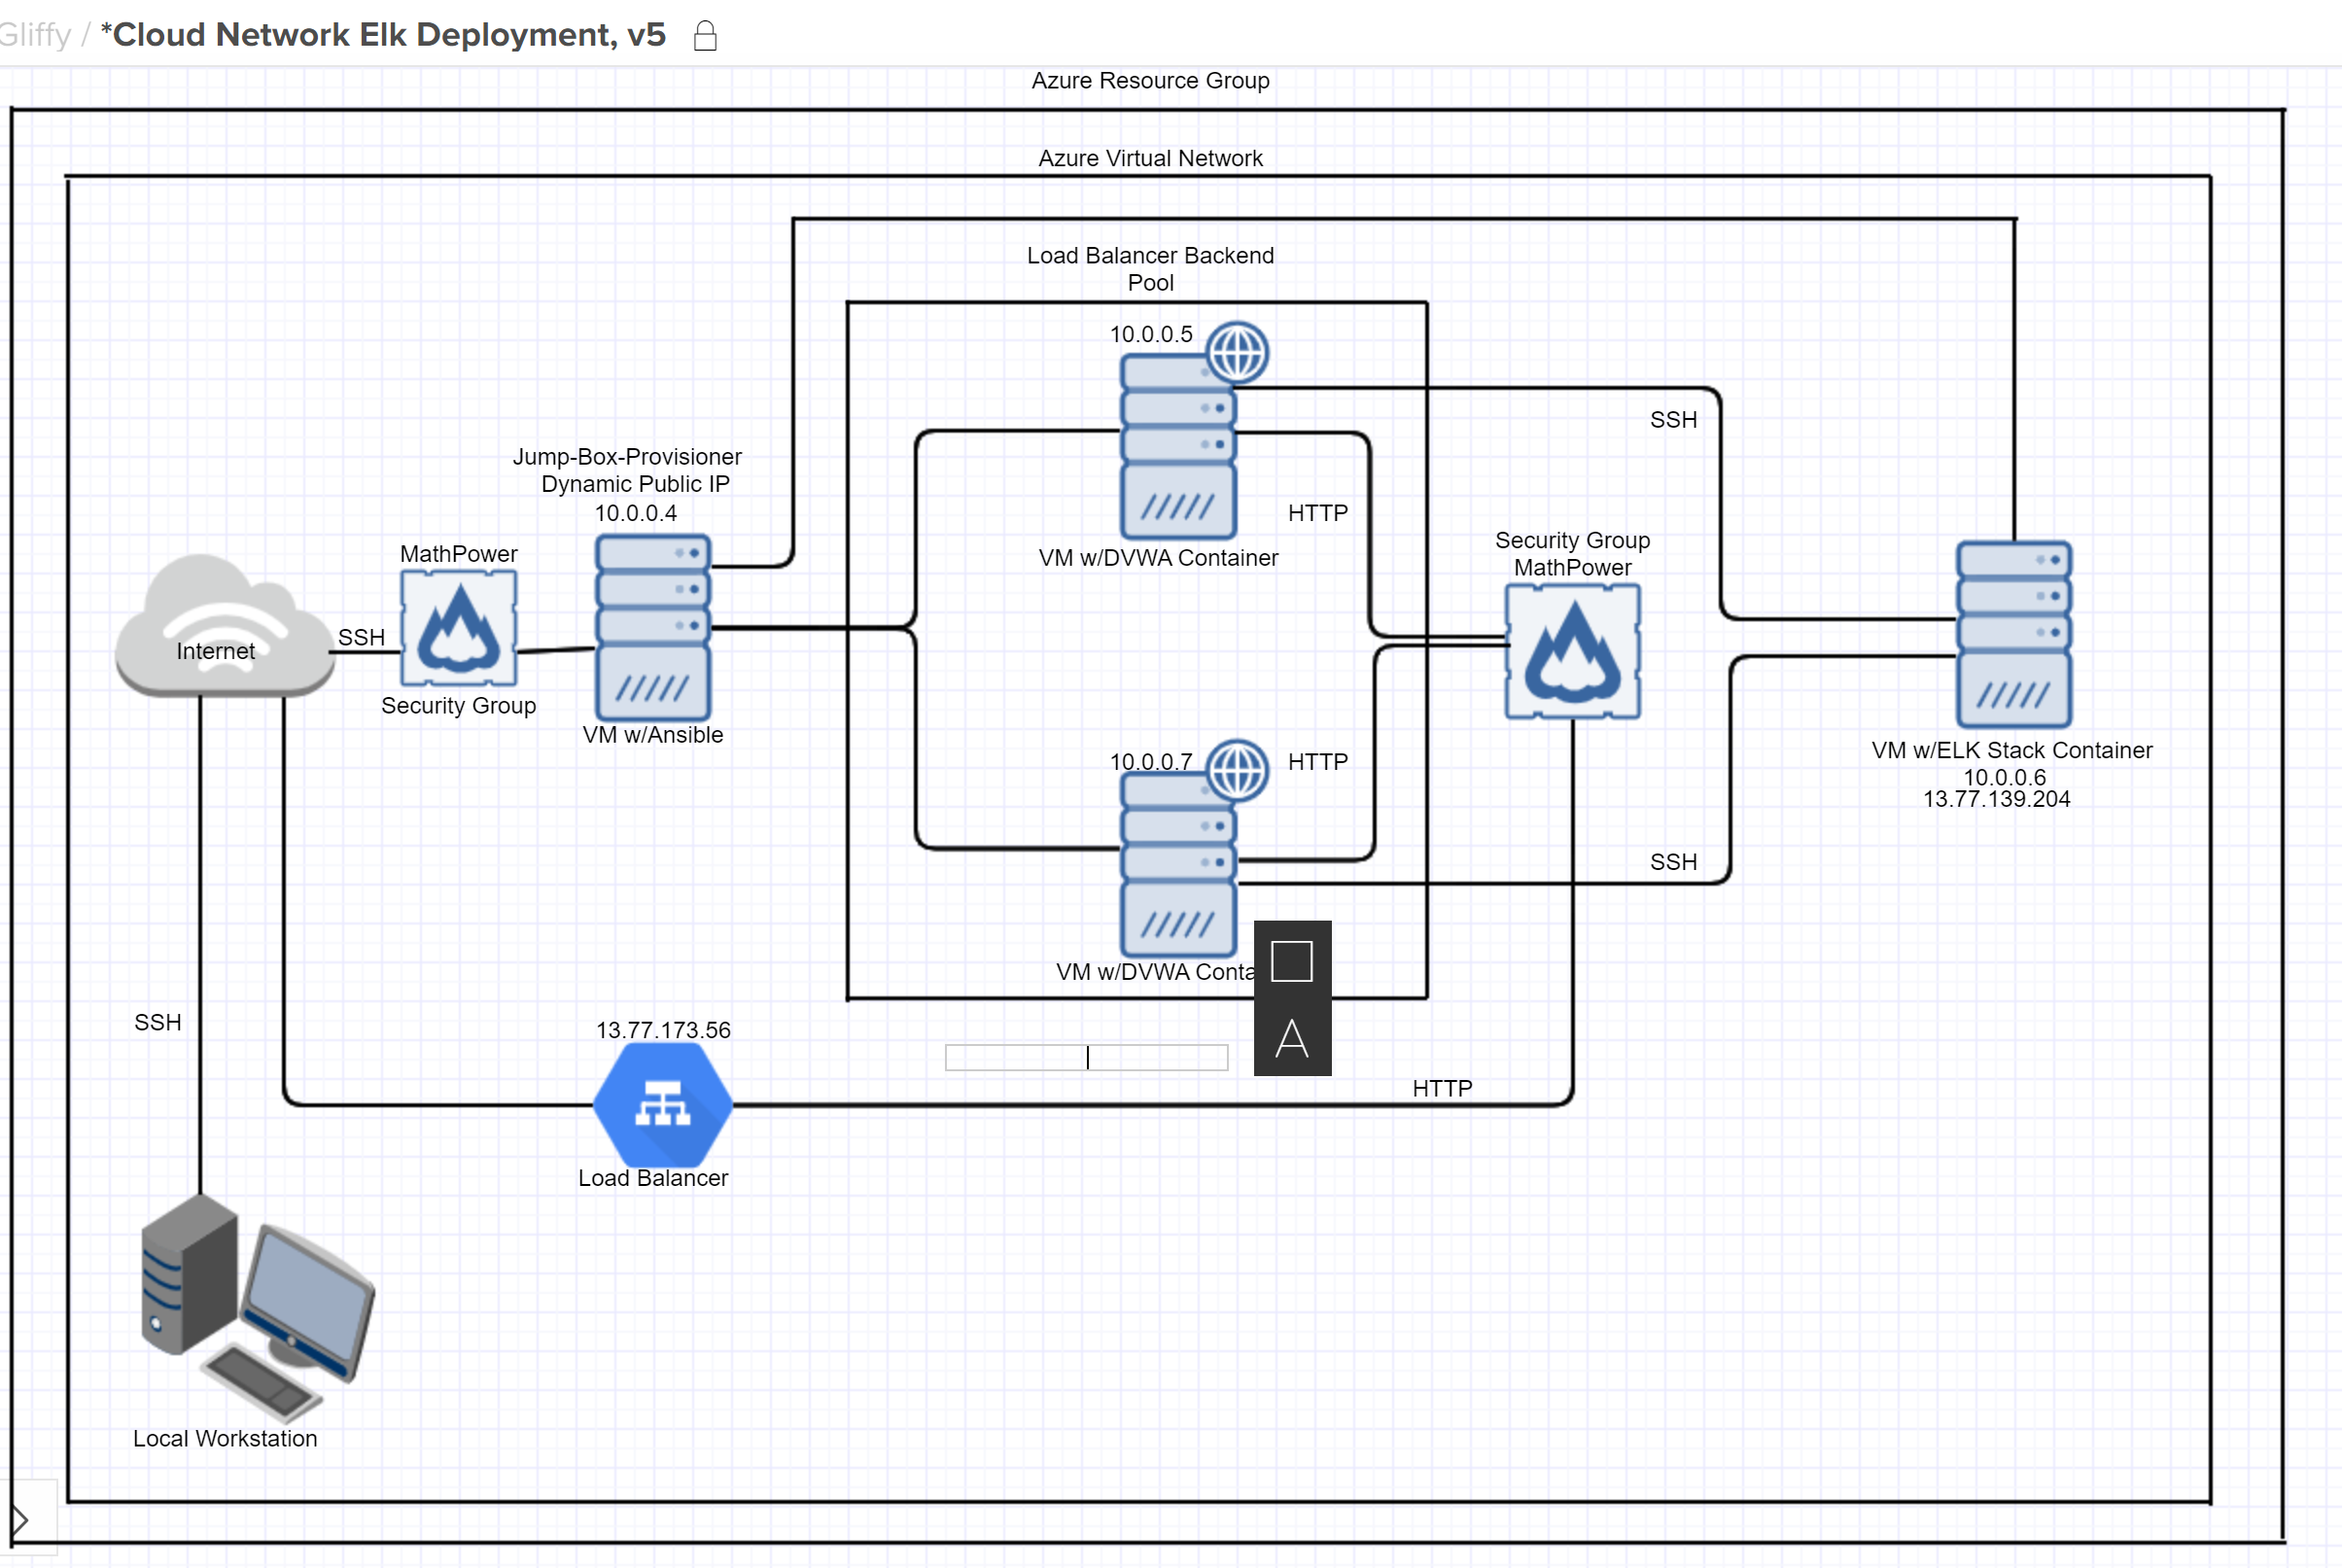 Gliffy / *Cloud Network Elk Deployment, v5
Azure Resource Group
Azure Virtual Network
Load Balancer Backend
Pool
10.0.0.5
SSH
Jump-Box-Provisioner
Dynamic Public IP
10.0.0.4
HTTP
VM w/DVWA Container
Security Group
MathPower
MathPower
SSH
Internet
Security Group
VM w/Ansible
10.0.0.7
HTTP
VM w/ELK Stack Container
10.0.0.6
13.77.139.204
SSH
VM w/DVWA Conta
A
SSH
13.77.173.56
HTTP
Load Balancer
Local Workstation